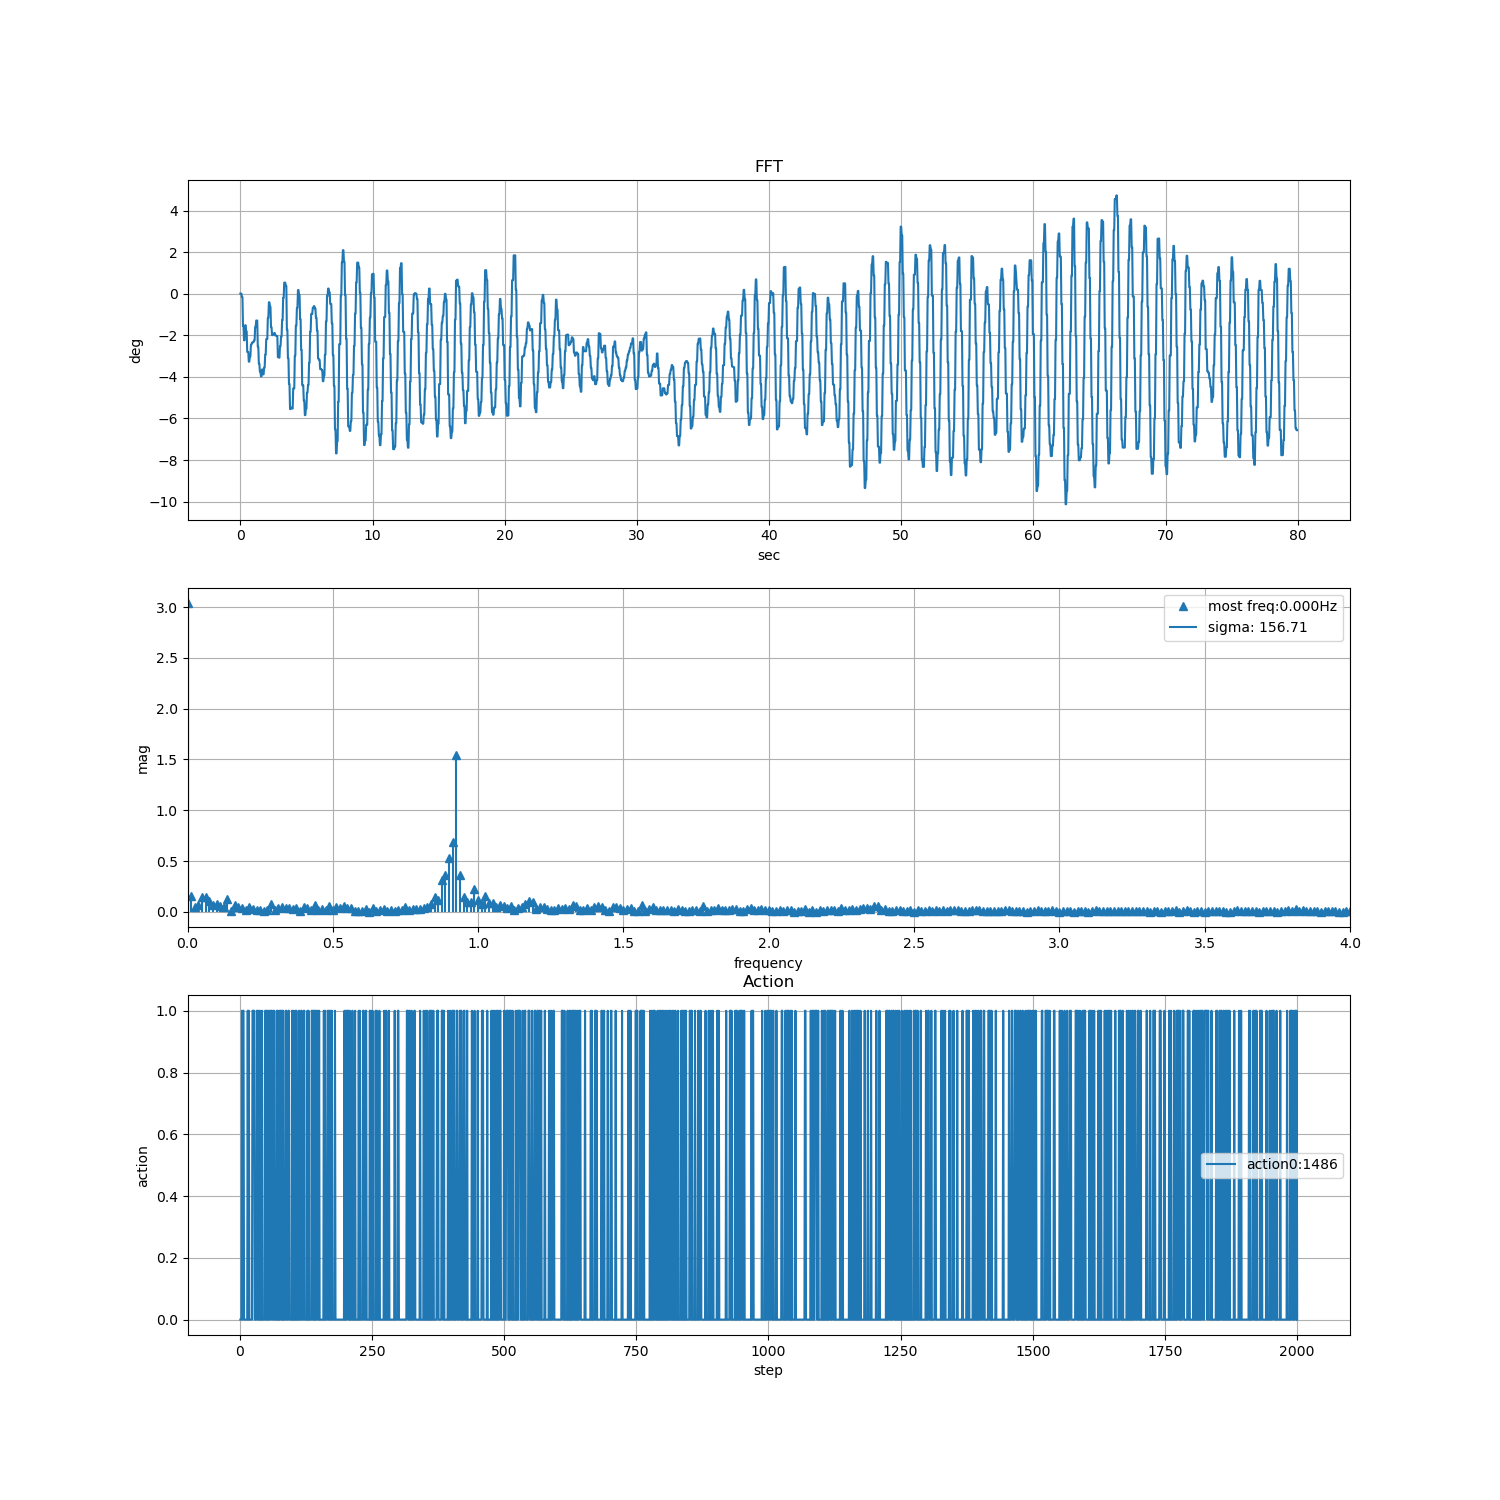 FFT
4
2
0
−2
−4
−6
−8
−10
deg
0 10 20 30 40 50 60 70 80
sec
3.0
2.5
2.0
1.5
1.0
0.5
0.0
mag
most freq:0.000Hz
sigma: 156.71
0.0 0.5 1.0 1.5 2.0 2.5 3.0 3.5 4.0
frequency
Action
1.0
0.8
0.6
0.4
0.2
0.0
action
action0:1486
0 250 500 750 1000 1250 1500 1750 2000
step